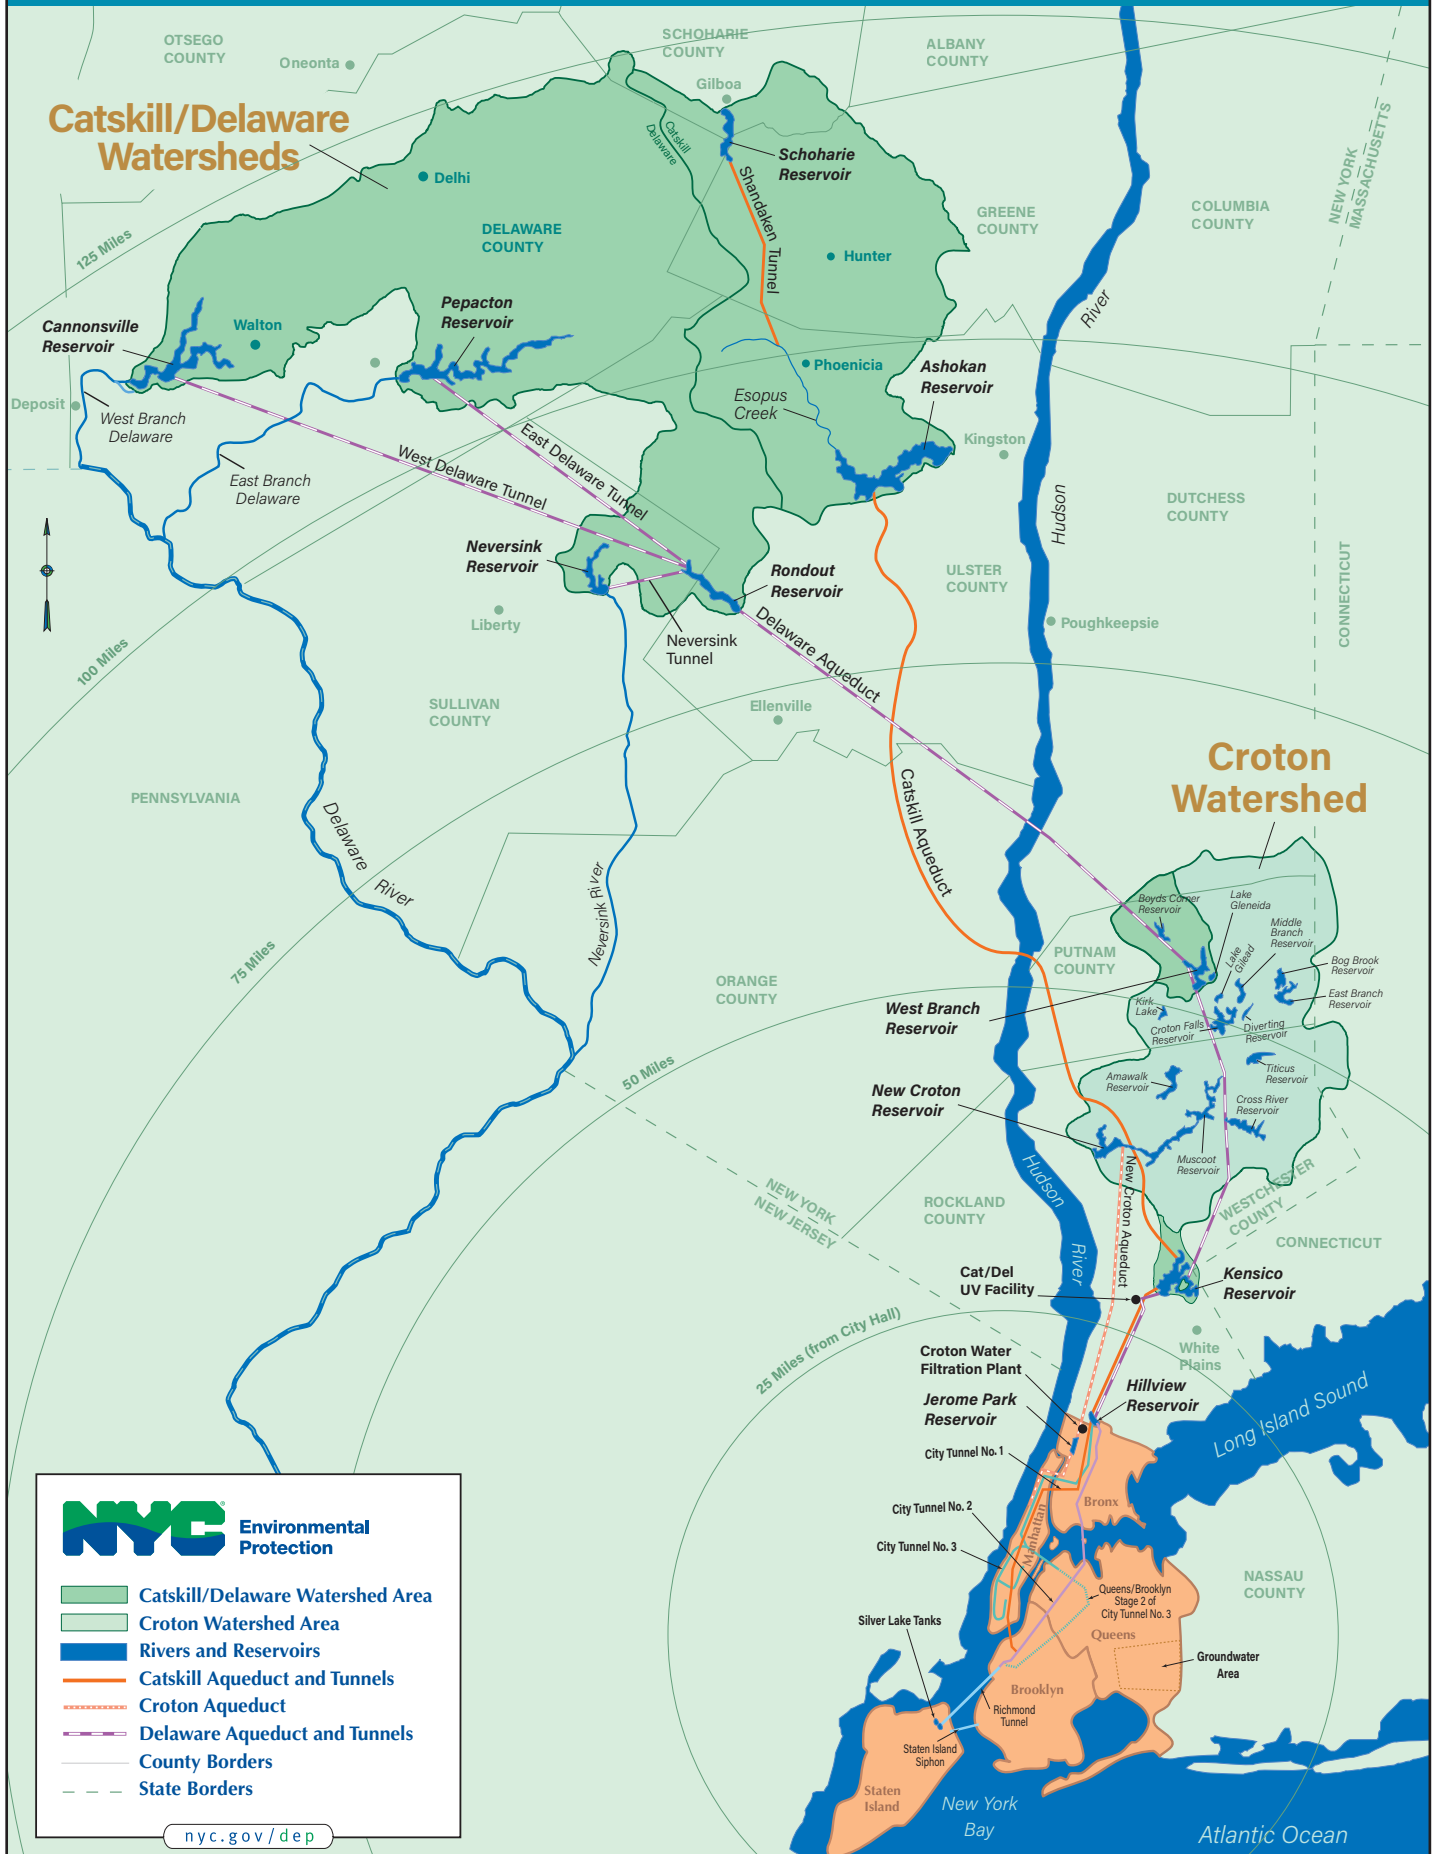 OTSEGO
COUNTY
Oneonta
SCHOHARIE
COUNTY
ALBANY
COUNTY
Gilboa
Catskill/Delaware
Watersheds
Catskill
Delaware
Schoharie
Reservoir
Delhi
Shandaken Tunnel
NEW YORK
MASSACHUSETTS
DELAWARE
COUNTY
GREENE
COUNTY
COLUMBIA
COUNTY
125 Miles
Hunter
Pepacton
Reservoir
River
Cannonsville
Reservoir
Walton
Phoenicia
Ashokan
Reservoir
Esopus
Creek
Deposit
West Branch
Delaware
Kingston
East Delaware Tunnel
West Delaware Tunnel
East Branch
Delaware
Hudson
DUTCHESS
COUNTY
Neversink
Reservoir
Rondout
Reservoir
ULSTER
COUNTY
CONNECTICUT
Liberty
Neversink
Tunnel
Delaware Aqueduct
Poughkeepsie
100 Miles
SULLIVAN
COUNTY
Ellenville
Croton
Watershed
PENNSYLVANIA
Catskill Aqueduct
Delaware
River
Neversink River
Boyds Corner
Reservoir
Lake
Gleneida
Middle
Branch
Reservoir
Lake
Gilead
Bog Brook
Reservoir
East Branch
Reservoir
75 Miles
PUTNAM
COUNTY
ORANGE
COUNTY
West Branch
Reservoir
Kirk
Lake
Croton Falls
Reservoir
Diverting
Reservoir
50 Miles
Titicus
Reservoir
Amawalk
Reservoir
New Croton
Reservoir
Cross River
Reservoir
Muscoot
Reservoir
Hudson
River
New Croton Aqueduct
NEW YORK
NEW JERSEY
ROCKLAND
COUNTY
WESTCHESTER
COUNTY
CONNECTICUT
Cat/Del
UV Facility
Kensico
Reservoir
25 Miles (from City Hall)
White
Plains
Croton Water
Filtration Plant
Hillview
Reservoir
Jerome Park
Reservoir
Long Island Sound
City Tunnel No. 1
Bronx
City Tunnel No. 2
Manhattan
City Tunnel No. 3
NASSAU
COUNTY
Queens/Brooklyn
Stage 2 of
City Tunnel No. 3
Silver Lake Tanks
Queens
Groundwater
Area
Brooklyn
Richmond
Tunnel
Staten Island
Siphon
Staten
Island
New York
Bay
Atlantic Ocean
NYC
Environmental
Protection
Catskill/Delaware Watershed Area
Croton Watershed Area
Rivers and Reservoirs
Catskill Aqueduct and Tunnels
Croton Aqueduct
Delaware Aqueduct and Tunnels
County Borders
State Borders
nyc.gov/dep